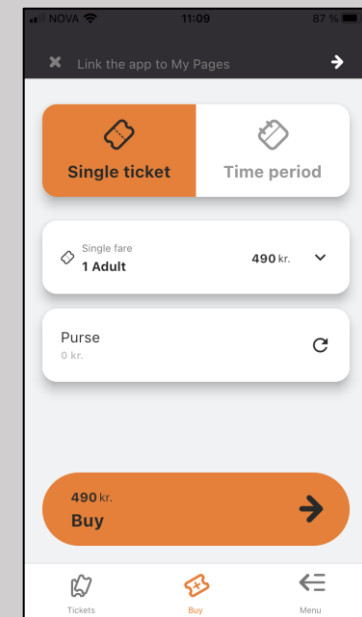 NOVA 11:09 87 %
Link the app to My Pages
Single ticket Time period
Single fare
1 Adult 490 kr.
Purse
0 kr.
490 kr.
Buy
Tickets Buy Menu